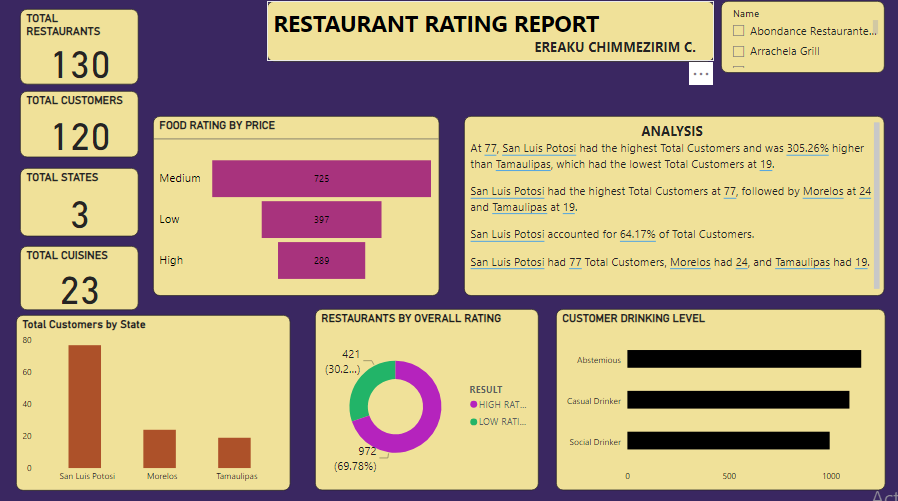 TOTAL
RESTAURANTS
130
TOTAL CUSTOMERS
120
TOTAL STATES
3
TOTAL CUISINES
23
RESTAURANT RATING REPORT
EREAKU CHIMMEZIRIM C.
Name
Abondance Restaurante...
Arrachela Grill
FOOD RATING BY PRICE
Medium
725
Low
397
High
289
ANALYSIS
At 77, San Luis Potosi had the highest Total Customers and was 305.26% higher
than Tamaulipas, which had the lowest Total Customers at 19.
San Luis Potosi had the highest Total Customers at 77, followed by Morelos at 24
and Tamaulipas at 19.
San Luis Potosi accounted for 64.17% of Total Customers.
San Luis Potosi had 77 Total Customers, Morelos had 24, and Tamaulipas had 19.
Total Customers by State
80
60
40
20
0
San Luis Potosi
Morelos
Tamaulipas
RESTAURANTS BY OVERALL RATING
421
(30.2...)
972
(69.78%)
RESULT
HIGH RAT...
LOW RATI...
CUSTOMER DRINKING LEVEL
Abstemious
Casual Drinker
Social Drinker
0 500 1000
Act